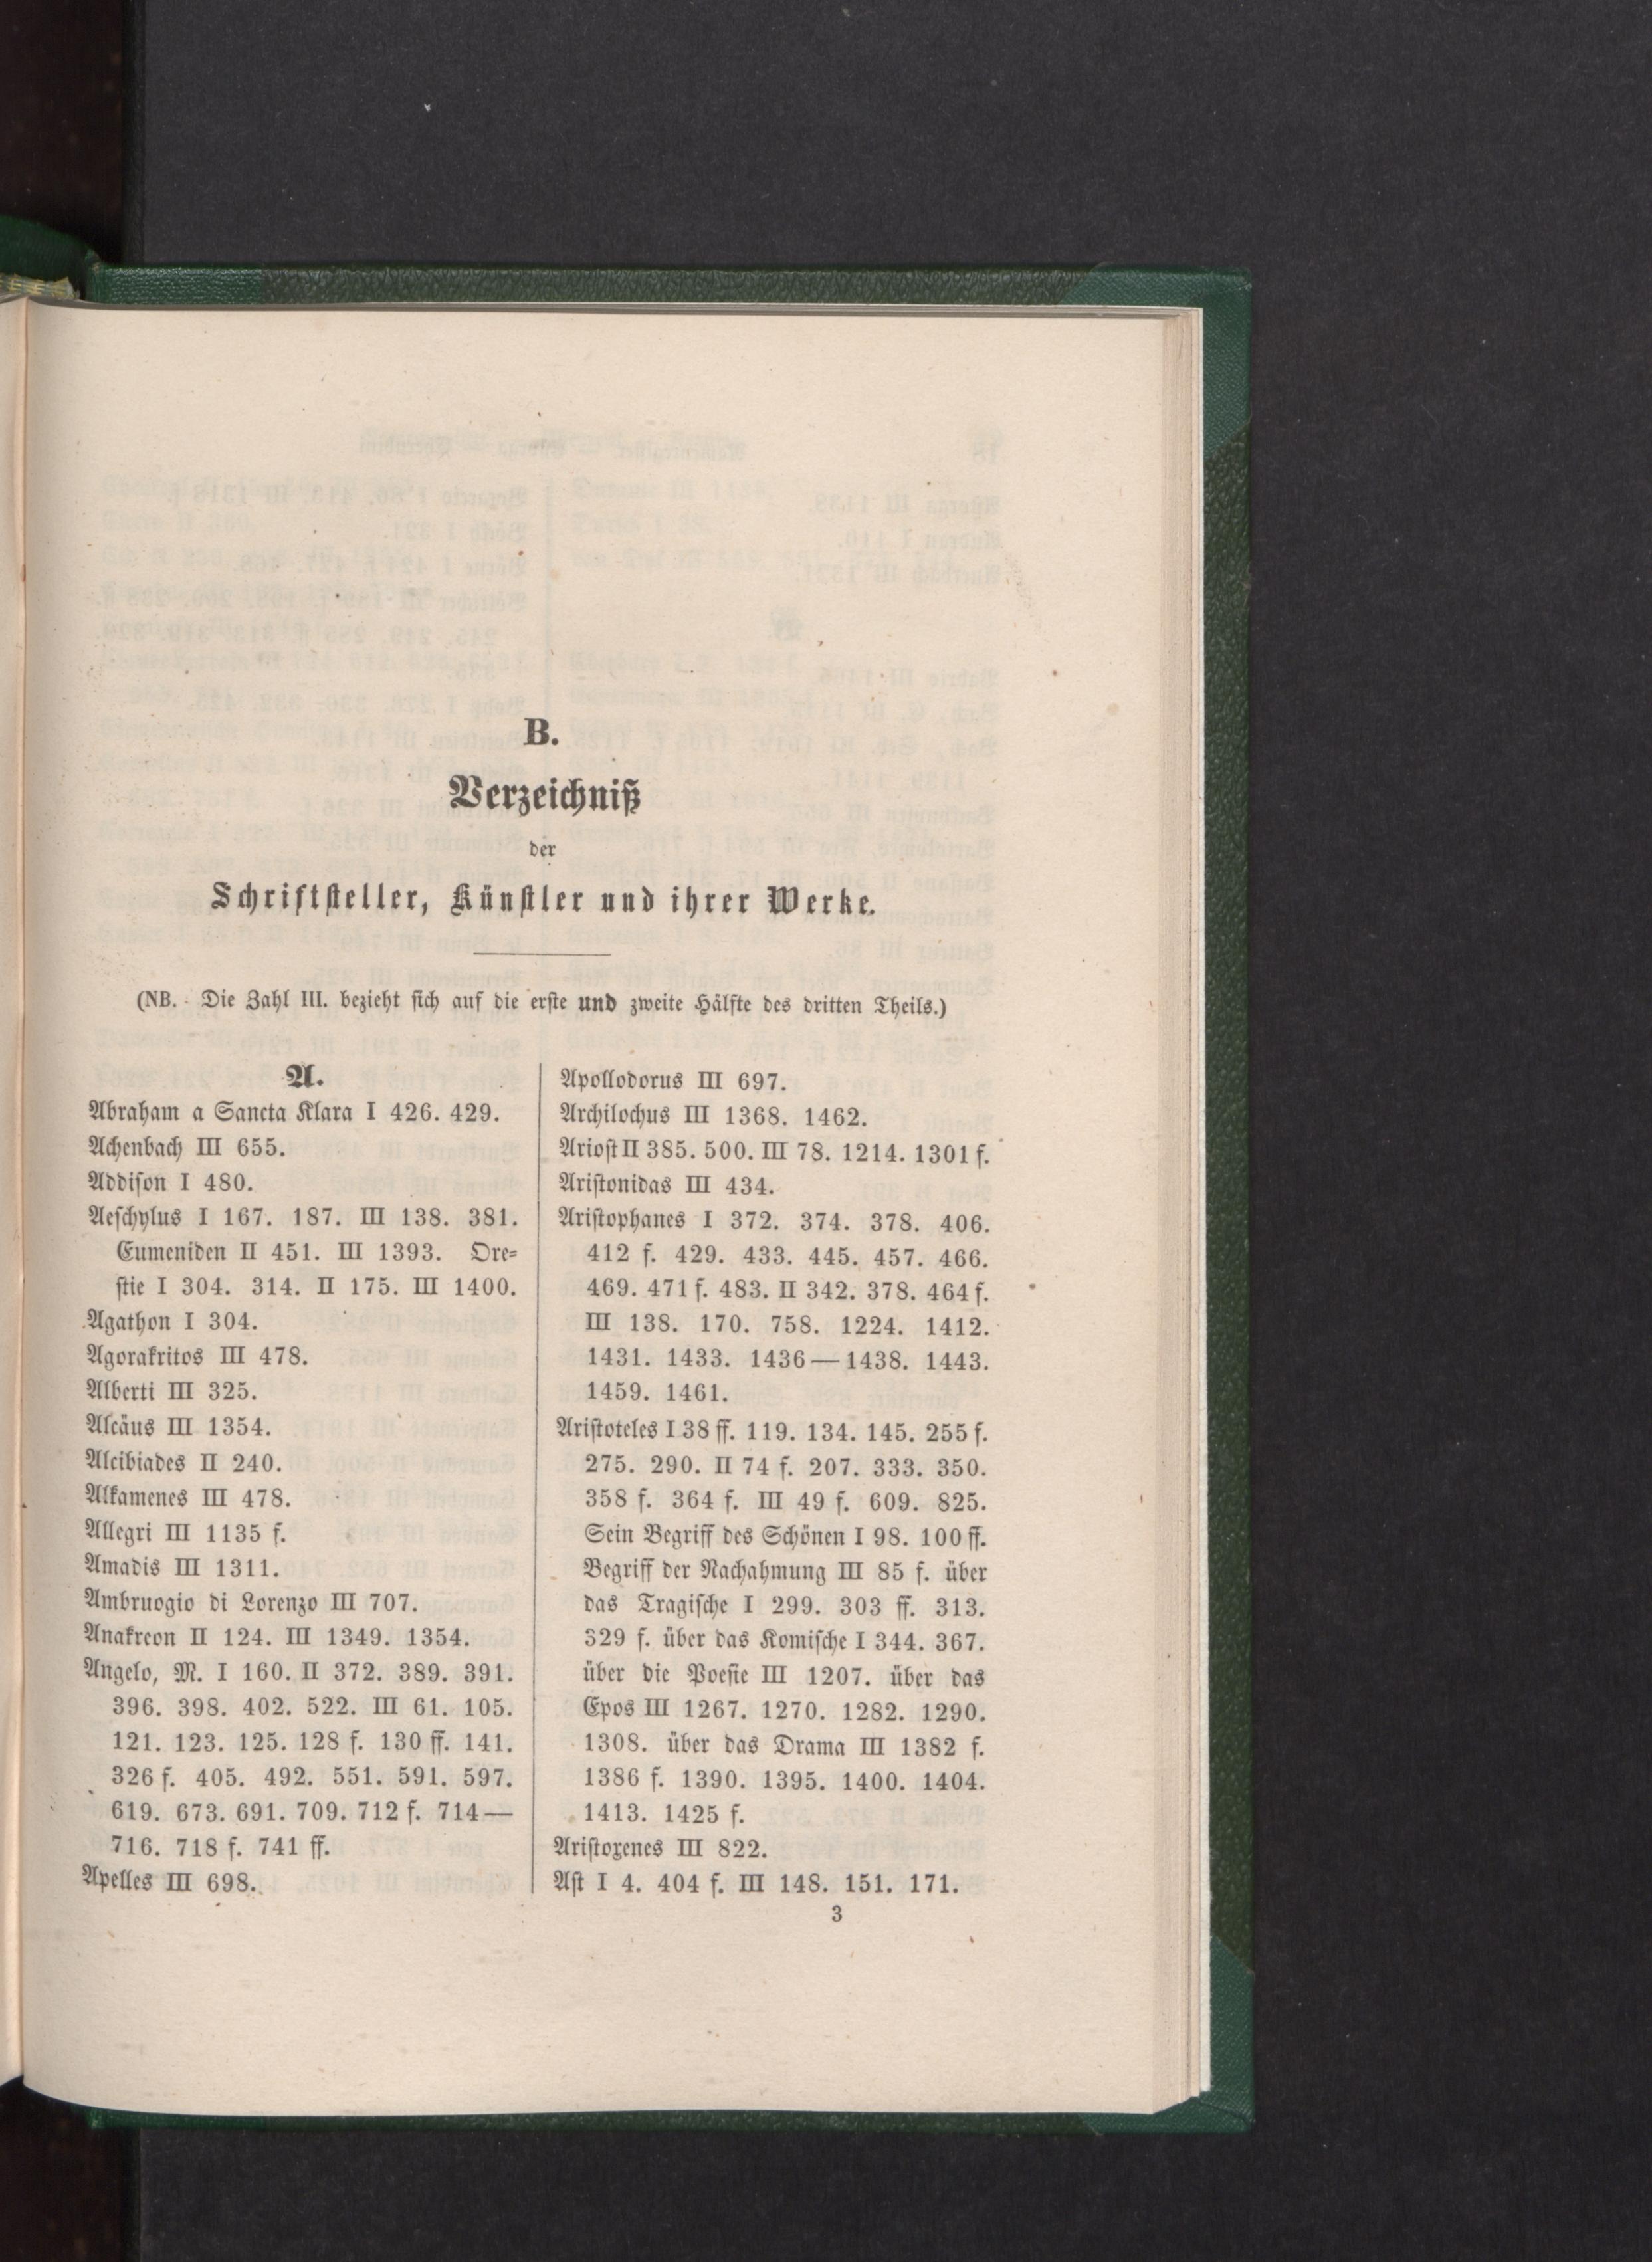 B.
Verzeichniß
der
Schriftsteller, Künstler und ihrer Werke.
(NB. Die Zahl III. bezieht sich auf die erste und zweite Hälfte des dritten Theils.)
A.
Abraham a Sancta Klara I 426. 429.
Achenbach III 655.
Addison I 480.
Aeschylus I 167. 187. III 138. 381.
Eumeniden II 451. III 1393. Ore=
stie I 304. 314. II 175. III 1400.
Agathon I 304.
Agorakritos III 478.
Alberti III 325.
Alcäus III 1354.
Alcibiades II 240.
Alkamenes III 478.
Allegri III 1135 f.
Amadis III 1311.
Ambruogio di Lorenzo III 707.
Anakreon II 124. III 1349. 1354.
Angelo, M. I 160. II 372. 389. 391.
396. 398. 402. 522. III 61. 105.
121. 123. 125. 128 f. 130 ff. 141.
326 f. 405. 492. 551. 591. 597.
619. 673. 691. 709. 712 f. 714—
716. 718 f. 741 ff.
Apelles III 698.
Apollodorus III 697.
Archilochus III 1368. 1462.
Ariost II 385. 500. III 78. 1214. 1301 f.
Aristonidas III 434.
Aristophanes I 372. 374. 378. 406.
412 f. 429. 433. 445. 457. 466.
469. 471 f. 483. II 342. 378. 464 f.
III 138. 170. 758. 1224. 1412.
1431. 1433. 1436—1438. 1443.
1459. 1461.
Aristoteles I 38 ff. 119. 134. 145. 255 f.
275. 290. II 74 f. 207. 333. 350.
358 f. 364 f. III 49 f. 609. 825.
Sein Begriff des Schönen I 98. 100 ff.
Begriff der Nachahmung III 85 f. über
das Tragische I 299. 303 ff. 313.
329 f. über das Komische I 344. 367.
über die Poesie III 1207. über das
Epos III 1267. 1270. 1282. 1290.
1308. über das Drama III 1382 f.
1386 f. 1390. 1395. 1400. 1404.
1413. 1425 f.
Aristoxenes III 822.
Ast I 4. 404 f. III 148. 151. 171.
3